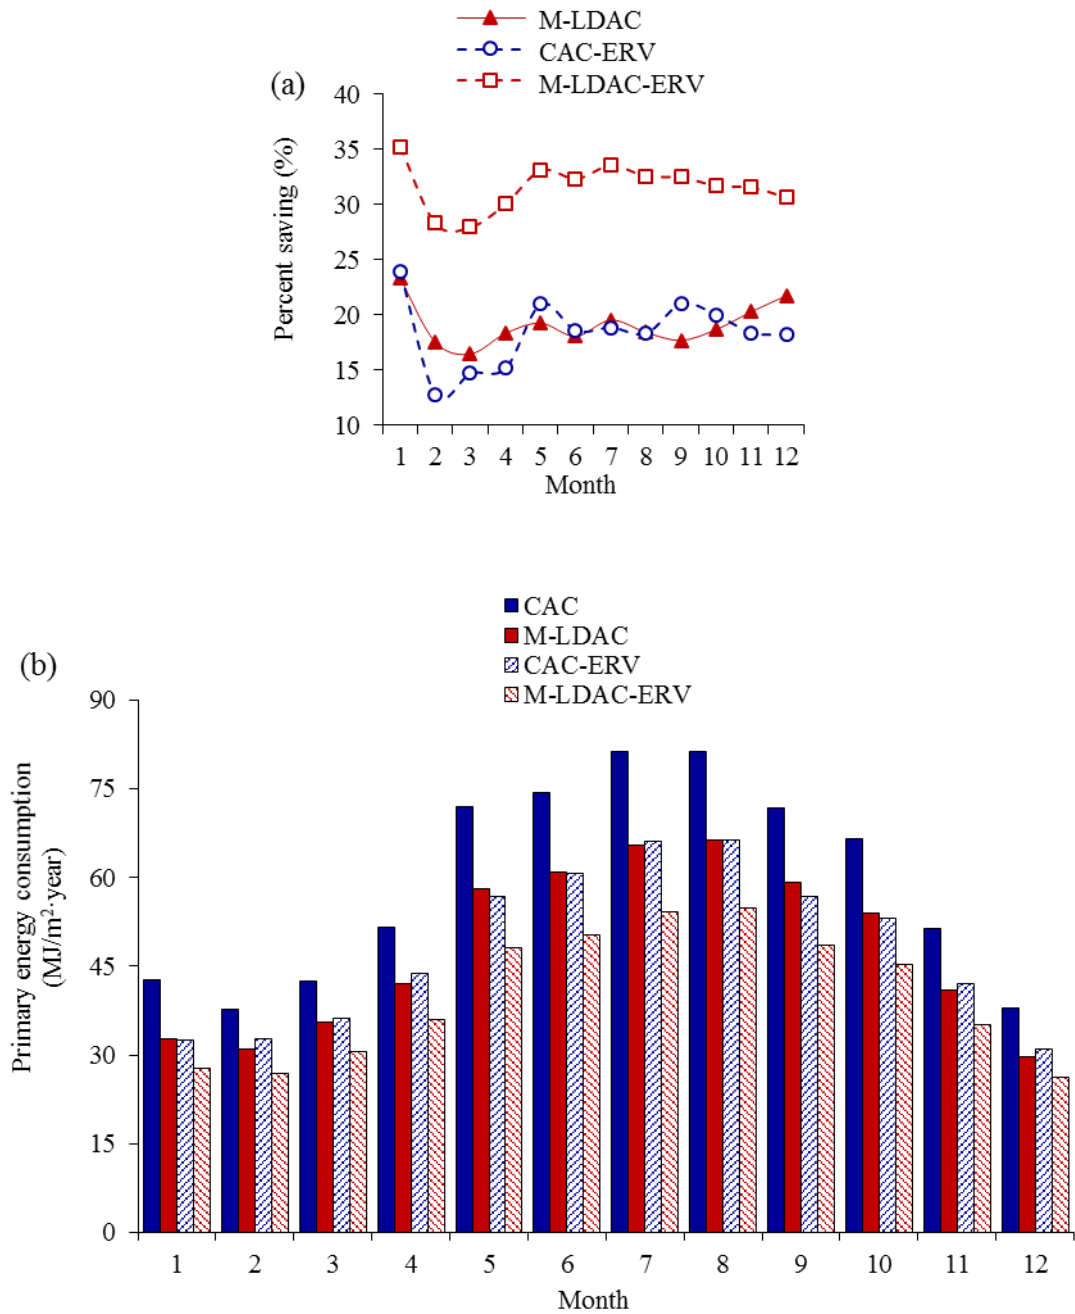 M-LDAC
CAC-ERV
M-LDAC-ERV
(a)
40
35
30
25
20
15
10
Percent saving (%)
1 2 3 4 5 6 7 8 9 10 11 12
Month
CAC
M-LDAC
CAC-ERV
M-LDAC-ERV
(b)
90
75
60
45
30
15
0
Primary energy consumption
(MJ/m²·year)
1 2 3 4 5 6 7 8 9 10 11 12
Month